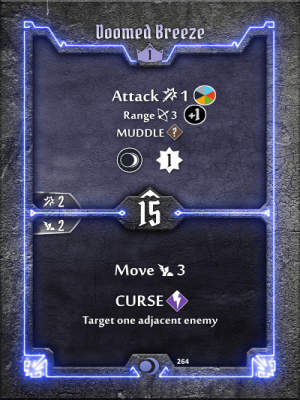 Doomed Breeze
1
Attack 1
Range 3 +1
MUDDLE ?
1
2
15
2
Move 3
CURSE
Target one adjacent enemy
264